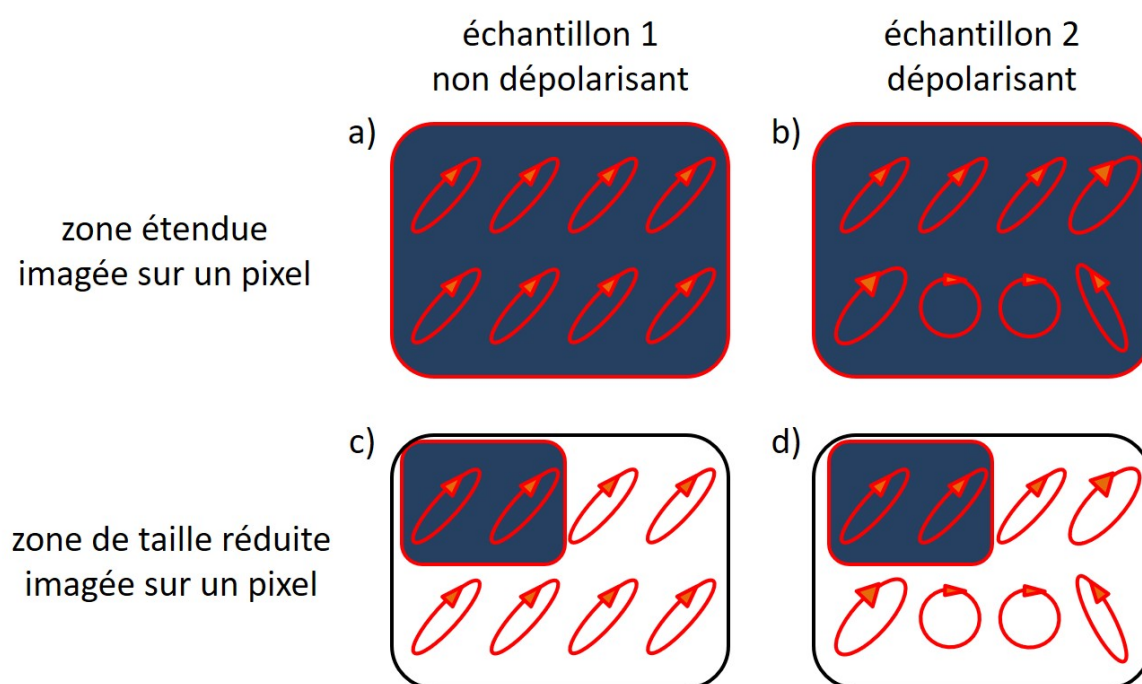 échantillon 1
non dépolarisant
échantillon 2
dépolarisant
a)
b)
zone étendue
imagée sur un pixel
c)
d)
zone de taille réduite
imagée sur un pixel